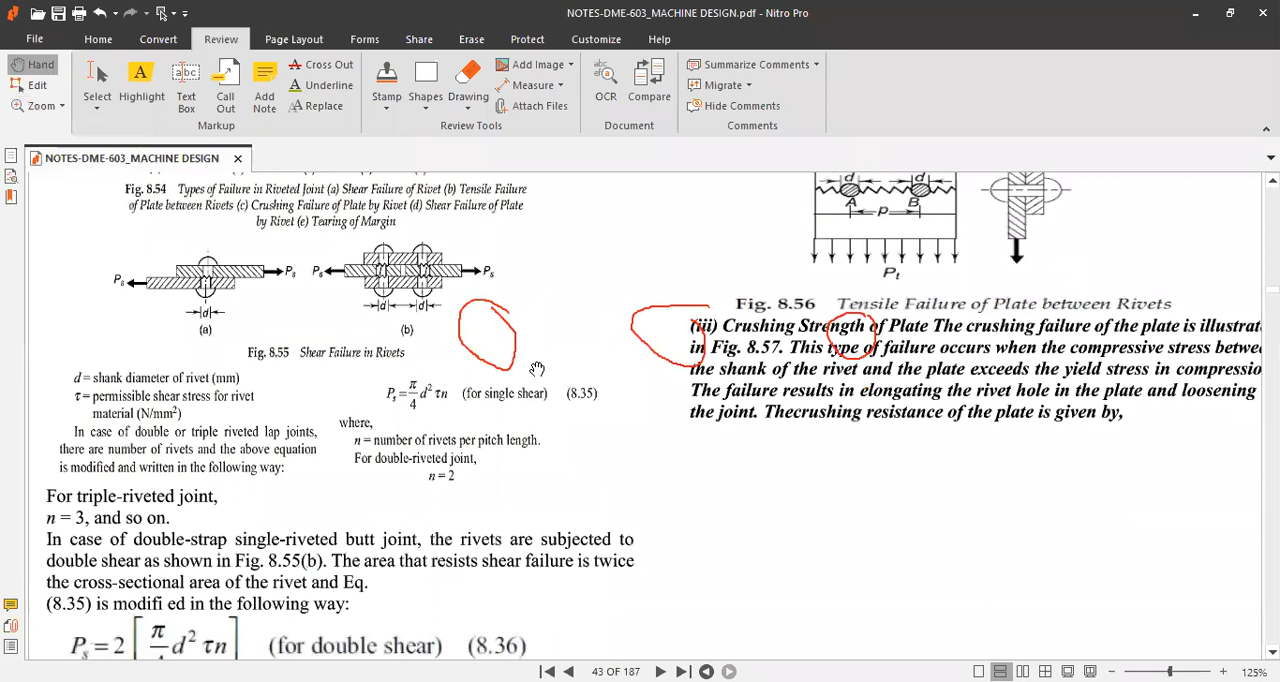 NOTES-DME-603_MACHINE DESIGN.pdf - Nitro Pro
File Home Convert Review Page Layout Forms Share Erase Protect Customize Help
Hand
Edit
Zoom
Select
Highlight
Text Box
Call Out
Add Note
Cross Out
Underline
Replace
Markup
Stamp
Shapes
Drawing
Add Image
Measure
Attach Files
Review Tools
OCR
Compare
Document
Summarize Comments
Migrate
Hide Comments
Comments
NOTES-DME-603_MACHINE DESIGN
Fig. 8.54 Types of Failure in Riveted Joint (a) Shear Failure of Rivet (b) Tensile Failure
of Plate between Rivets (c) Crushing Failure of Plate by Rivet (d) Shear Failure of Plate
by Rivet (e) Tearing of Margin
Ps Ps Ps Ps
d d d
(a) (b)
Fig. 8.55 Shear Failure in Rivets
d = shank diameter of rivet (mm)
τ = permissible shear stress for rivet
material (N/mm²)
In case of double or triple riveted lap joints,
there are number of rivets and the above equation
is modified and written in the following way:
Ps = π/4 d² τn (for single shear) (8.35)
where,
n = number of rivets per pitch length.
For double-riveted joint,
n = 2
For triple-riveted joint,
n = 3, and so on.
In case of double-strap single-riveted butt joint, the rivets are subjected to
double shear as shown in Fig. 8.55(b). The area that resists shear failure is twice
the cross-sectional area of the rivet and Eq.
(8.35) is modifi ed in the following way:
Ps = 2 [π/4 d² τn] (for double shear) (8.36)
d d
A B
p
Pt
Fig. 8.56 Tensile Failure of Plate between Rivets
(iii) Crushing Strength of Plate The crushing failure of the plate is illustrat
in Fig. 8.57. This type of failure occurs when the compressive stress betwe
the shank of the rivet and the plate exceeds the yield stress in compressio
The failure results in elongating the rivet hole in the plate and loosening
the joint. Thecrushing resistance of the plate is given by,
43 OF 187
125%